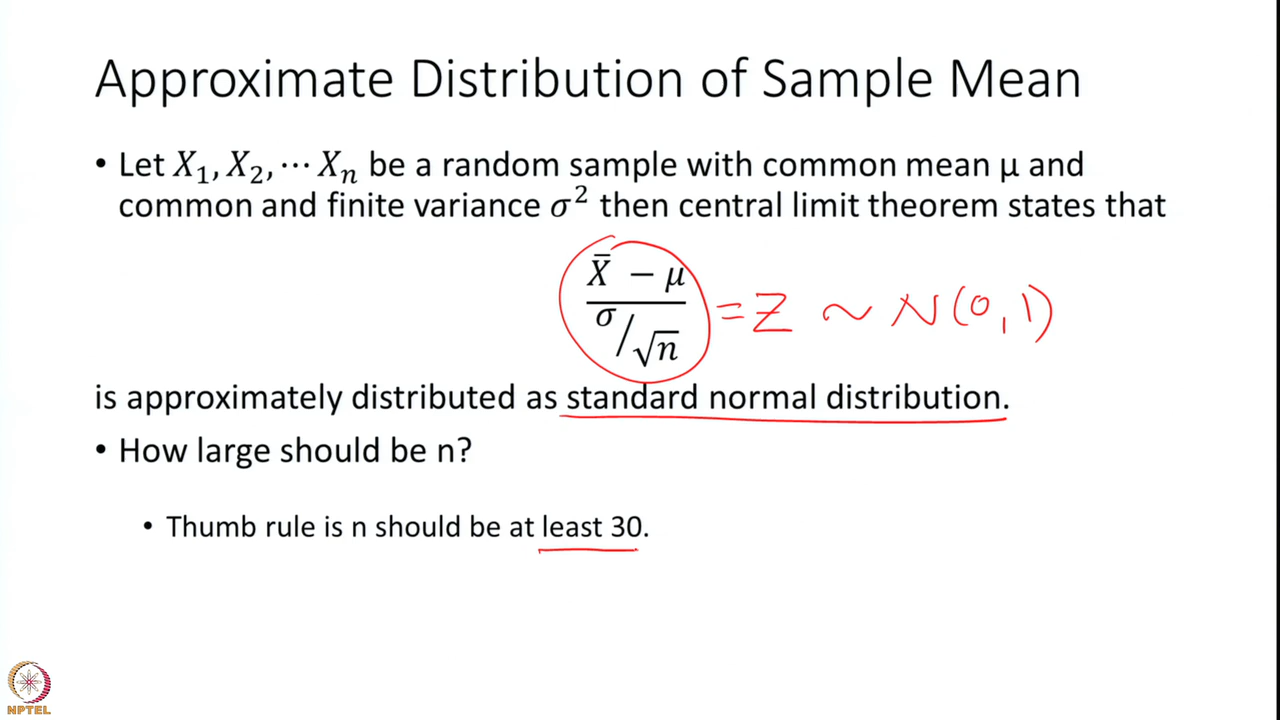 Approximate Distribution of Sample Mean
• Let X₁, X₂, ⋯ Xₙ be a random sample with common mean μ and
common and finite variance σ² then central limit theorem states that
X̄ − μ
σ/√n
= Z ~ N(0,1)
is approximately distributed as standard normal distribution.
• How large should be n?
• Thumb rule is n should be at least 30.
NPTEL